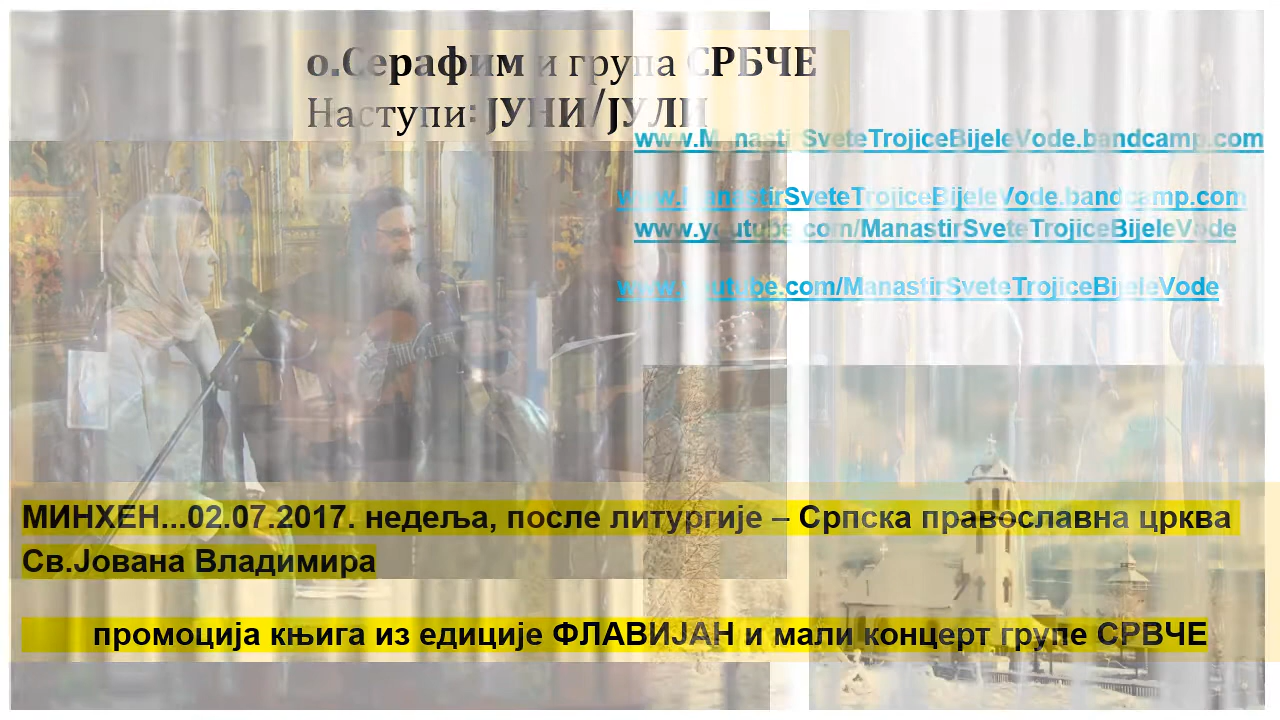 о.Серафим и група СРБЧЕ
Наступи: ЈУНИ/ЈУЛИ
www.ManastirSveteTrojiceBijeleVode.bandcamp.com
www.ManastirSveteTrojiceBijeleVode.bandcamp.com
www.youtube.com/ManastirSveteTrojiceBijeleVode
www.youtube.com/ManastirSveteTrojiceBijeleVode
МИНХЕН...02.07.2017. недеља, после литургије – Српска православна црква
Св.Јована Владимира
промоција књига из едиције ФЛАВИЈАН и мали концерт групе СРВЧЕ